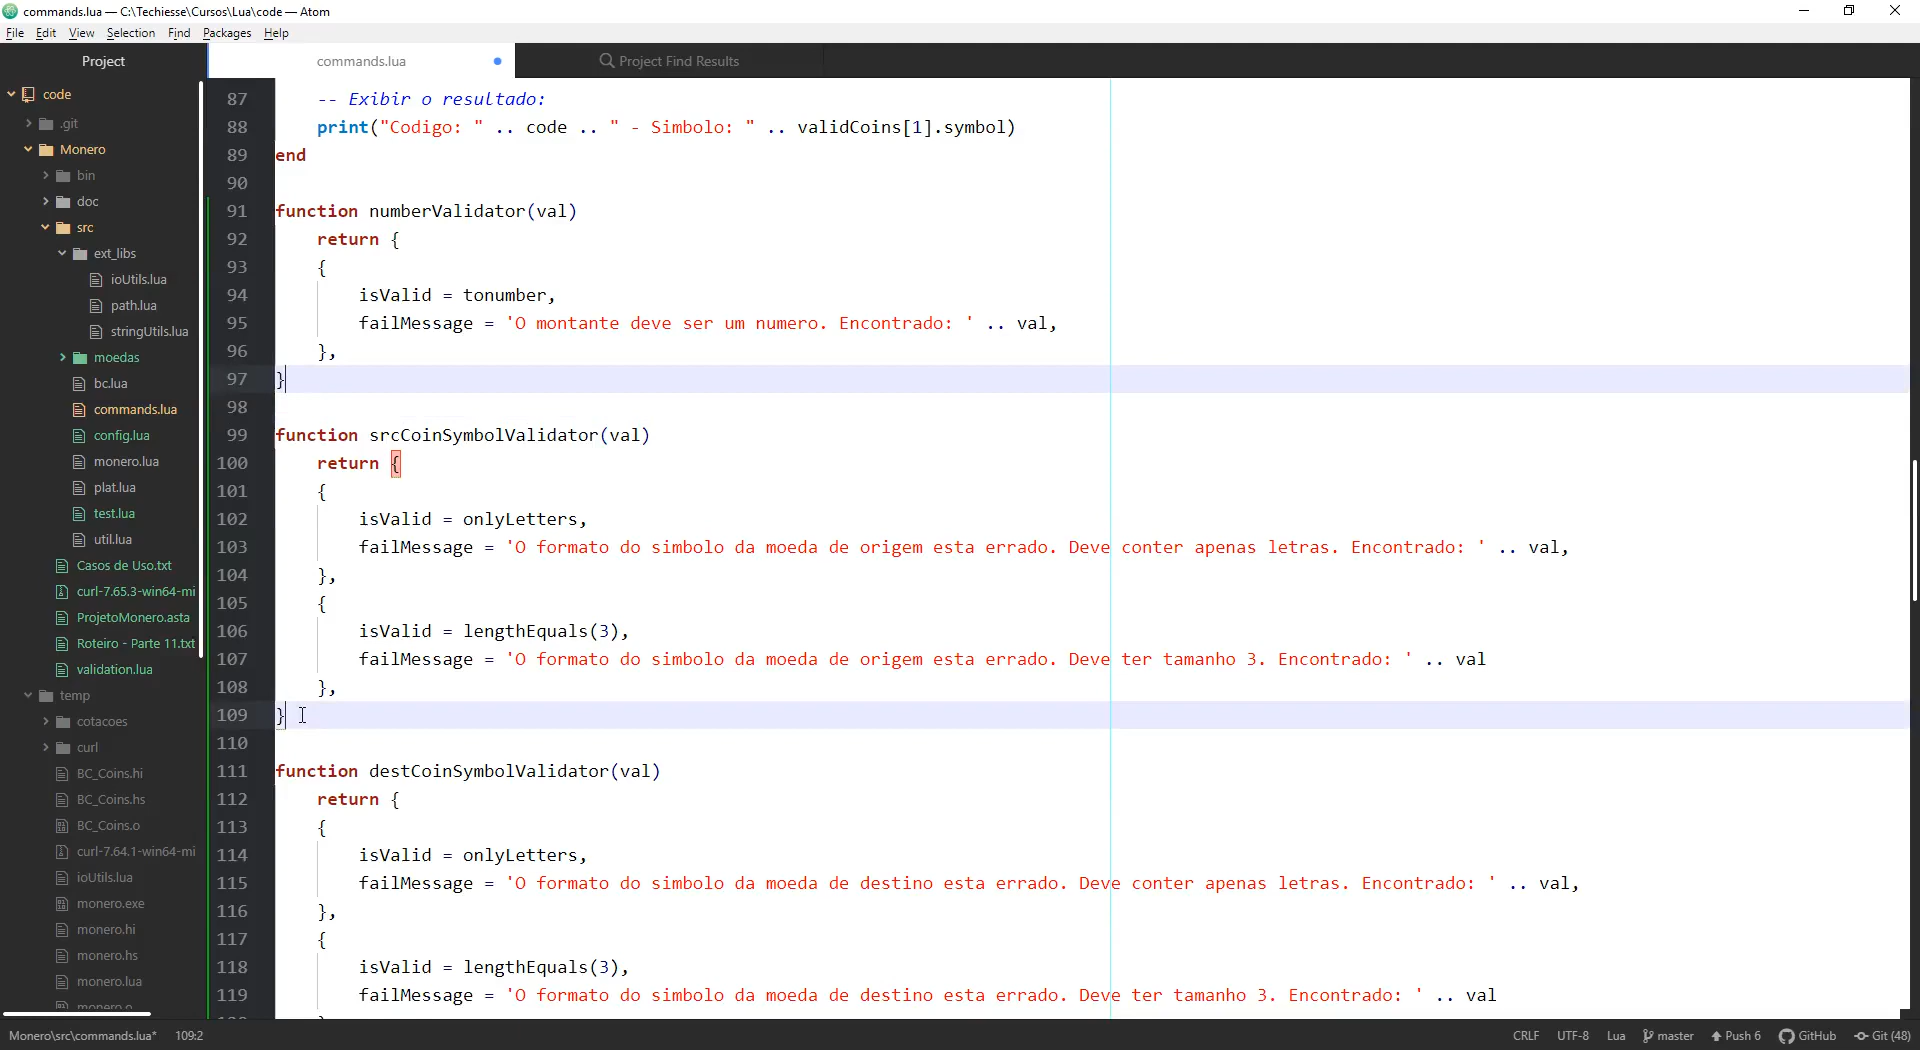 commands.lua — C:\Techiesse\Cursos\Lua\code — Atom
File Edit View Selection Find Packages Help
Project
commands.lua
Project Find Results
code
.git
Monero
bin
doc
src
ext_libs
ioUtils.lua
path.lua
stringUtils.lua
moedas
bc.lua
commands.lua
config.lua
monero.lua
plat.lua
test.lua
util.lua
Casos de Uso.txt
curl-7.65.3-win64-mi
ProjetoMonero.asta
Roteiro - Parte 11.txt
validation.lua
temp
cotacoes
curl
BC_Coins.hi
BC_Coins.hs
BC_Coins.o
curl-7.64.1-win64-mi
ioUtils.lua
monero.exe
monero.hi
monero.hs
monero.lua
monero.o
87 -- Exibir o resultado:
88 print("Codigo: " .. code .. " - Simbolo: " .. validCoins[1].symbol)
89 end
90
91 function numberValidator(val)
92 return {
93 {
94 isValid = tonumber,
95 failMessage = 'O montante deve ser um numero. Encontrado: ' .. val,
96 },
97 }
98
99 function srcCoinSymbolValidator(val)
100 return {
101 {
102 isValid = onlyLetters,
103 failMessage = 'O formato do simbolo da moeda de origem esta errado. Deve conter apenas letras. Encontrado: ' .. val,
104 },
105 {
106 isValid = lengthEquals(3),
107 failMessage = 'O formato do simbolo da moeda de origem esta errado. Deve ter tamanho 3. Encontrado: ' .. val
108 },
109 }
110
111 function destCoinSymbolValidator(val)
112 return {
113 {
114 isValid = onlyLetters,
115 failMessage = 'O formato do simbolo da moeda de destino esta errado. Deve conter apenas letras. Encontrado: ' .. val,
116 },
117 {
118 isValid = lengthEquals(3),
119 failMessage = 'O formato do simbolo da moeda de destino esta errado. Deve ter tamanho 3. Encontrado: ' .. val
Monero\src\commands.lua* 109:2 CRLF UTF-8 Lua master Push 6 GitHub Git (48)